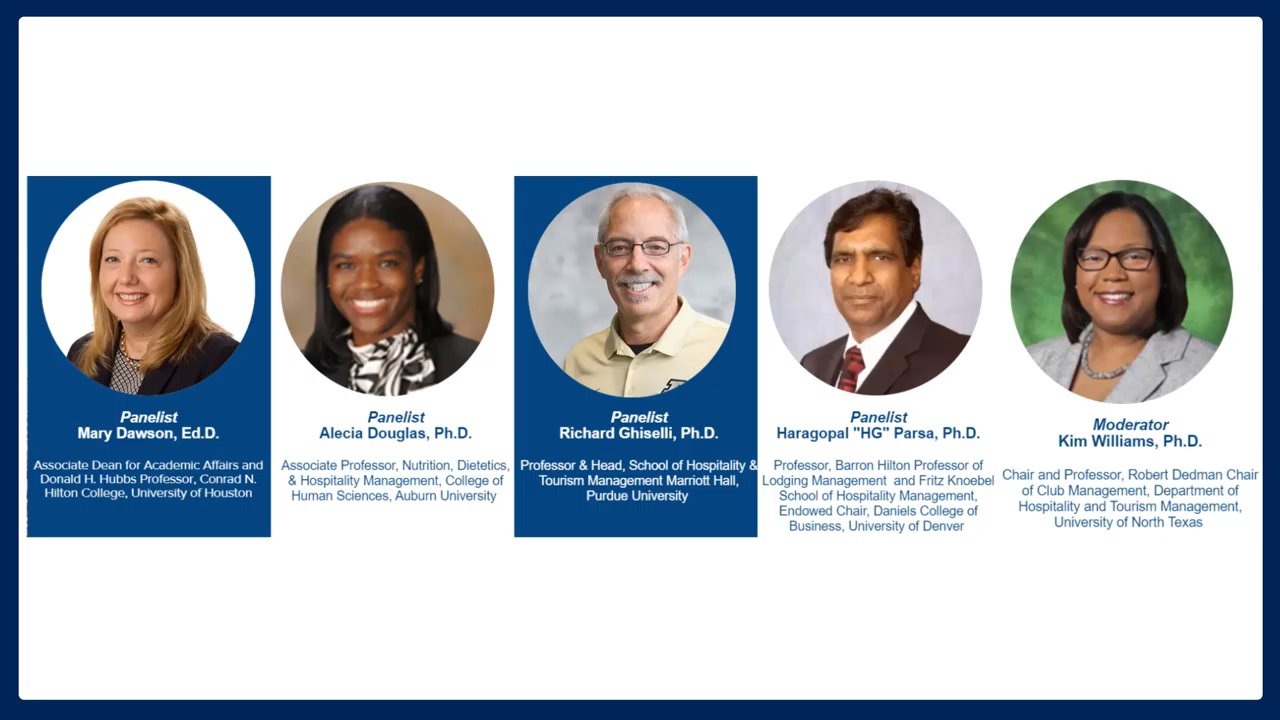 Panelist
Mary Dawson, Ed.D.
Associate Dean for Academic Affairs and
Donald H. Hubbs Professor, Conrad N.
Hilton College, University of Houston
Panelist
Alecia Douglas, Ph.D.
Associate Professor, Nutrition, Dietetics,
& Hospitality Management, College of
Human Sciences, Auburn University
Panelist
Richard Ghiselli, Ph.D.
Professor & Head, School of Hospitality &
Tourism Management Marriott Hall,
Purdue University
Panelist
Haragopal "HG" Parsa, Ph.D.
Professor, Barron Hilton Professor of
Lodging Management and Fritz Knoebel
School of Hospitality Management,
Endowed Chair, Daniels College of
Business, University of Denver
Moderator
Kim Williams, Ph.D.
Chair and Professor, Robert Dedman Chair
of Club Management, Department of
Hospitality and Tourism Management,
University of North Texas